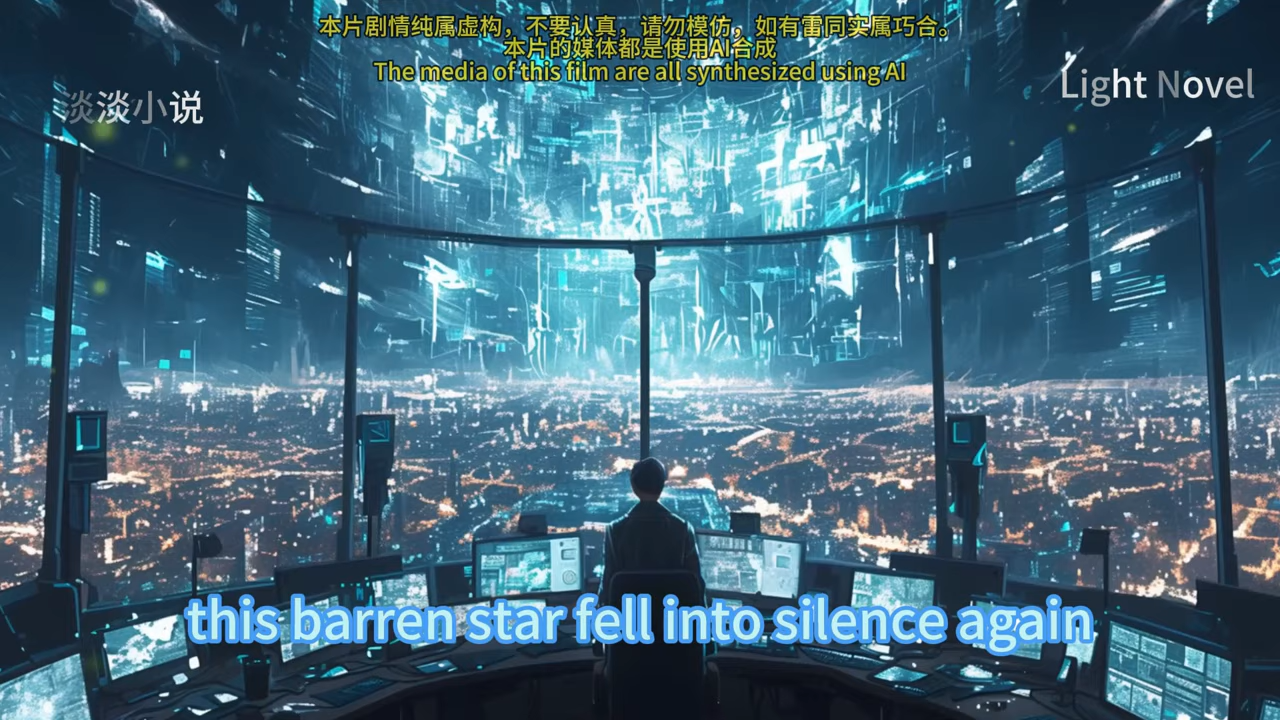 本片剧情纯属虚构，不要认真，请勿模仿，如有雷同实属巧合。
本片的媒体都是使用AI合成
The media of this film are all synthesized using AI
淡淡小说
Light Novel
this barren star fell into silence again